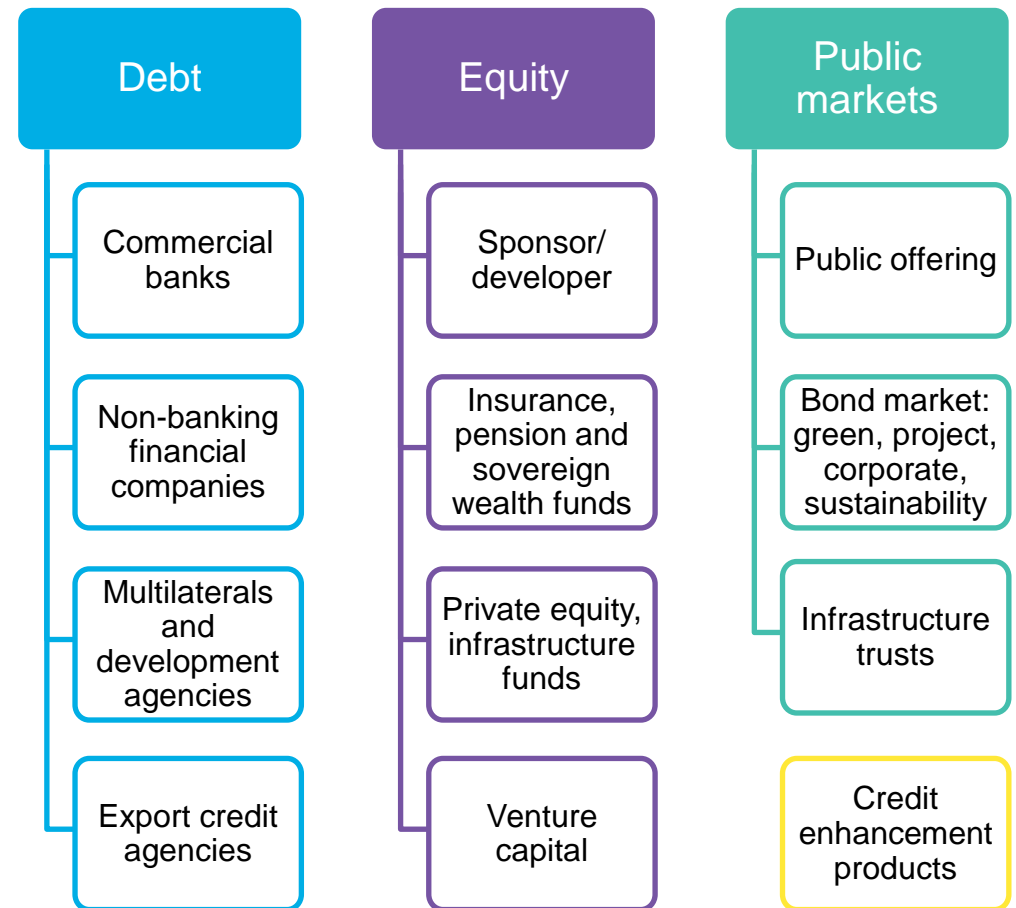 Debt
Commercial
banks
Non-banking
financial
companies
Multilaterals
and
development
agencies
Export credit
agencies
Equity
Sponsor/
developer
Insurance,
pension and
sovereign
wealth funds
Private equity,
infrastructure
funds
Venture
capital
Public
markets
Public offering
Bond market:
green, project,
corporate,
sustainability
Infrastructure
trusts
Credit
enhancement
products